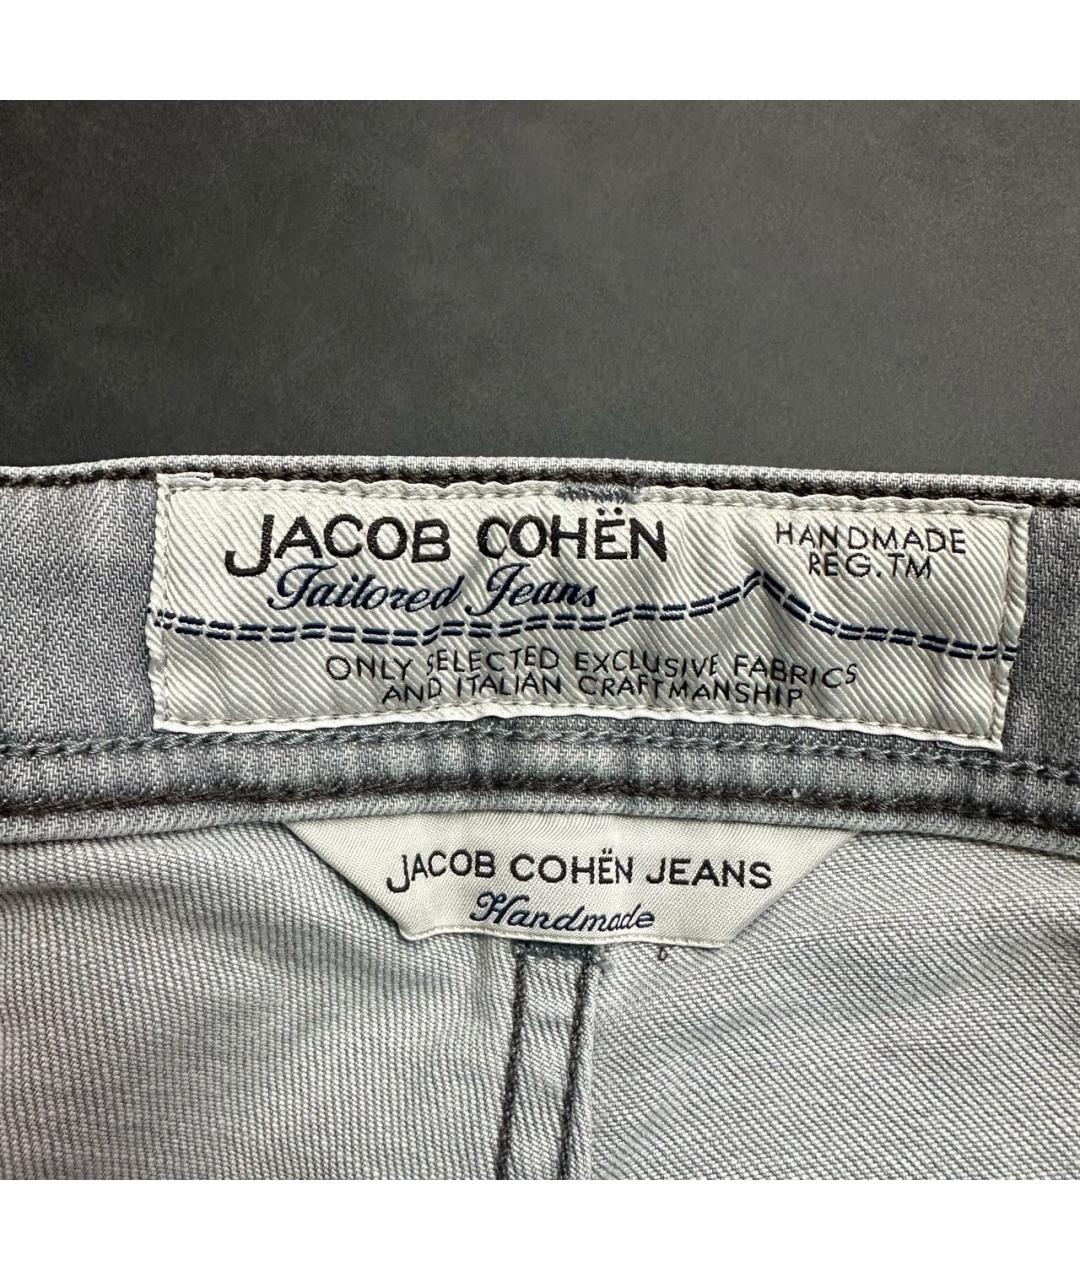 JACOB COHËN
Tailored Jeans
HANDMADE
REG.TM
ONLY SELECTED EXCLUSIVE FABRICS
AND ITALIAN CRAFTMANSHIP
JACOB COHËN JEANS
Handmade